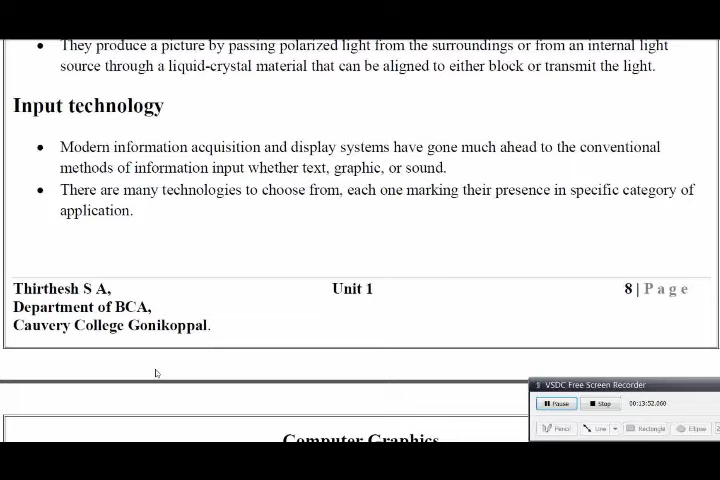 • They produce a picture by passing polarized light from the surroundings or from an internal light
source through a liquid-crystal material that can be aligned to either block or transmit the light.
Input technology
• Modern information acquisition and display systems have gone much ahead to the conventional
methods of information input whether text, graphic, or sound.
• There are many technologies to choose from, each one marking their presence in specific category of
application.
Thirthesh S A, Unit 1 8 | P a g e
Department of BCA,
Cauvery College Gonikoppal.
VSDC Free Screen Recorder
Pause Stop 00:13:52.060
Pencil Line Rectangle Ellipse
Computer Graphics